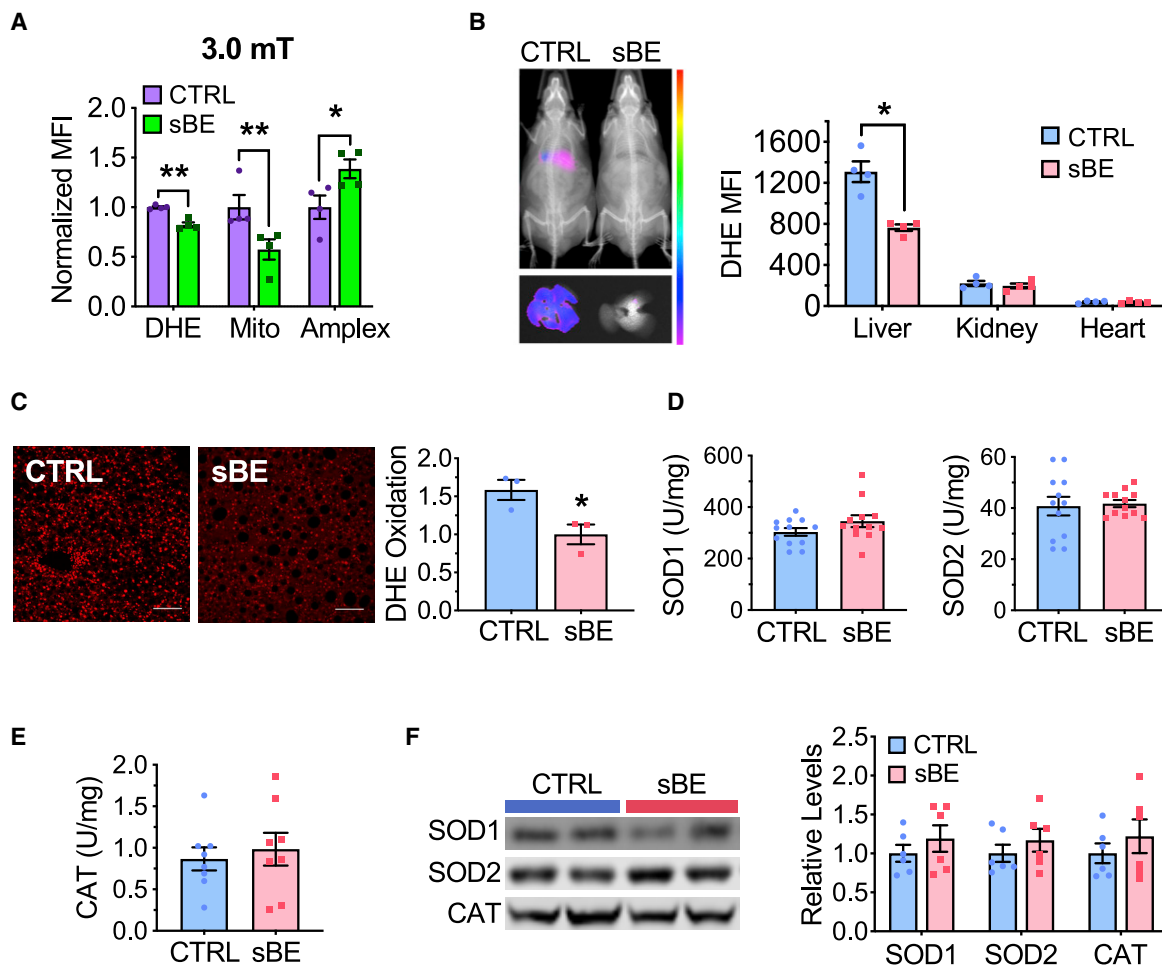 A
3.0 mT
CTRL
sBE
Normalized MFI
2.0
1.5
1.0
0.5
0.0
**
**
*
DHE Mito Amplex
B
CTRL sBE
DHE MFI
1600
1200
800
400
0
*
CTRL
sBE
Liver Kidney Heart
C
CTRL
sBE
DHE Oxidation
2.0
1.5
1.0
0.5
0.0
*
CTRL sBE
D
SOD1 (U/mg)
600
400
200
0
CTRL sBE
SOD2 (U/mg)
60
40
20
0
CTRL sBE
E
CAT (U/mg)
2.0
1.5
1.0
0.5
0.0
CTRL sBE
F
CTRL sBE
SOD1
SOD2
CAT
Relative Levels
2.5
2.0
1.5
1.0
0.5
0.0
CTRL
sBE
SOD1 SOD2 CAT